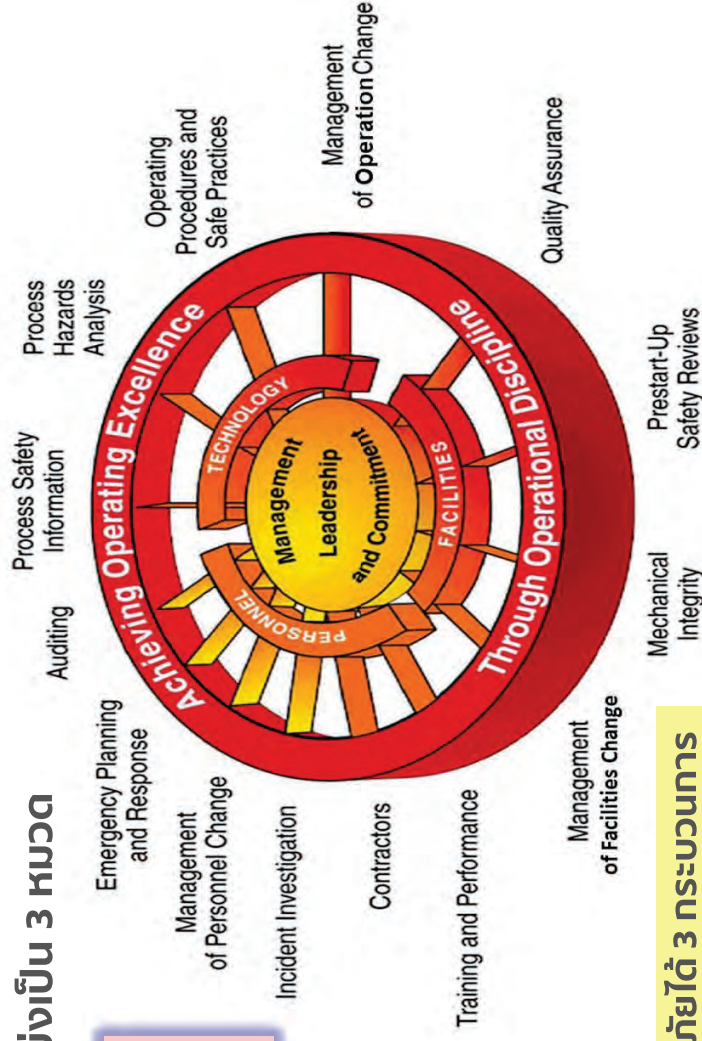 บ่งเป็น 3 หมวด
Emergency Planning
and Response
Auditing
Process Safety
Information
Process
Hazards
Analysis
Operating
Procedures and
Safe Practices
Management
of Operation Change
Quality Assurance
Prestart-Up
Safety Reviews
Mechanical
Integrity
Management
of Facilities Change
Training and Performance
Contractors
Incident Investigation
Management
of Personnel Change
Achieving Operating Excellence
Through Operational Discipline
PERSONNEL
TECHNOLOGY
FACILITIES
Management
Leadership
and Commitment
ภัยได้ 3 กระบวนการ